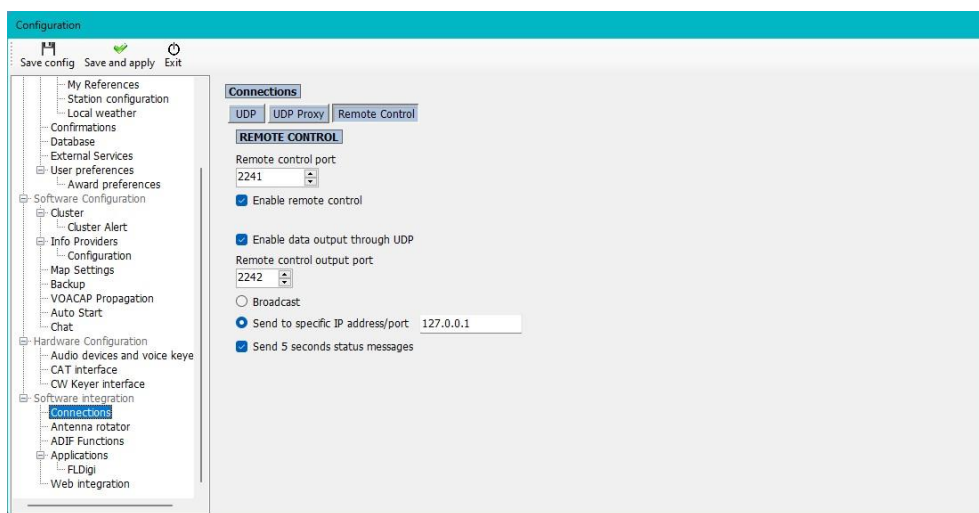 Configuration
Save config Save and apply Exit
My References
Station configuration
Local weather
Confirmations
Database
External Services
User preferences
Award preferences
Software Configuration
Cluster
Cluster Alert
Info Providers
Configuration
Map Settings
Backup
VOACAP Propagation
Auto Start
Chat
Hardware Configuration
Audio devices and voice keye
CAT interface
CW Keyer interface
Software integration
Connections
Antenna rotator
ADIF Functions
Applications
FLDigi
Web integration
Connections
UDP UDP Proxy Remote Control
REMOTE CONTROL
Remote control port
2241
Enable remote control
Enable data output through UDP
Remote control output port
2242
Broadcast
Send to specific IP address/port 127.0.0.1
Send 5 seconds status messages